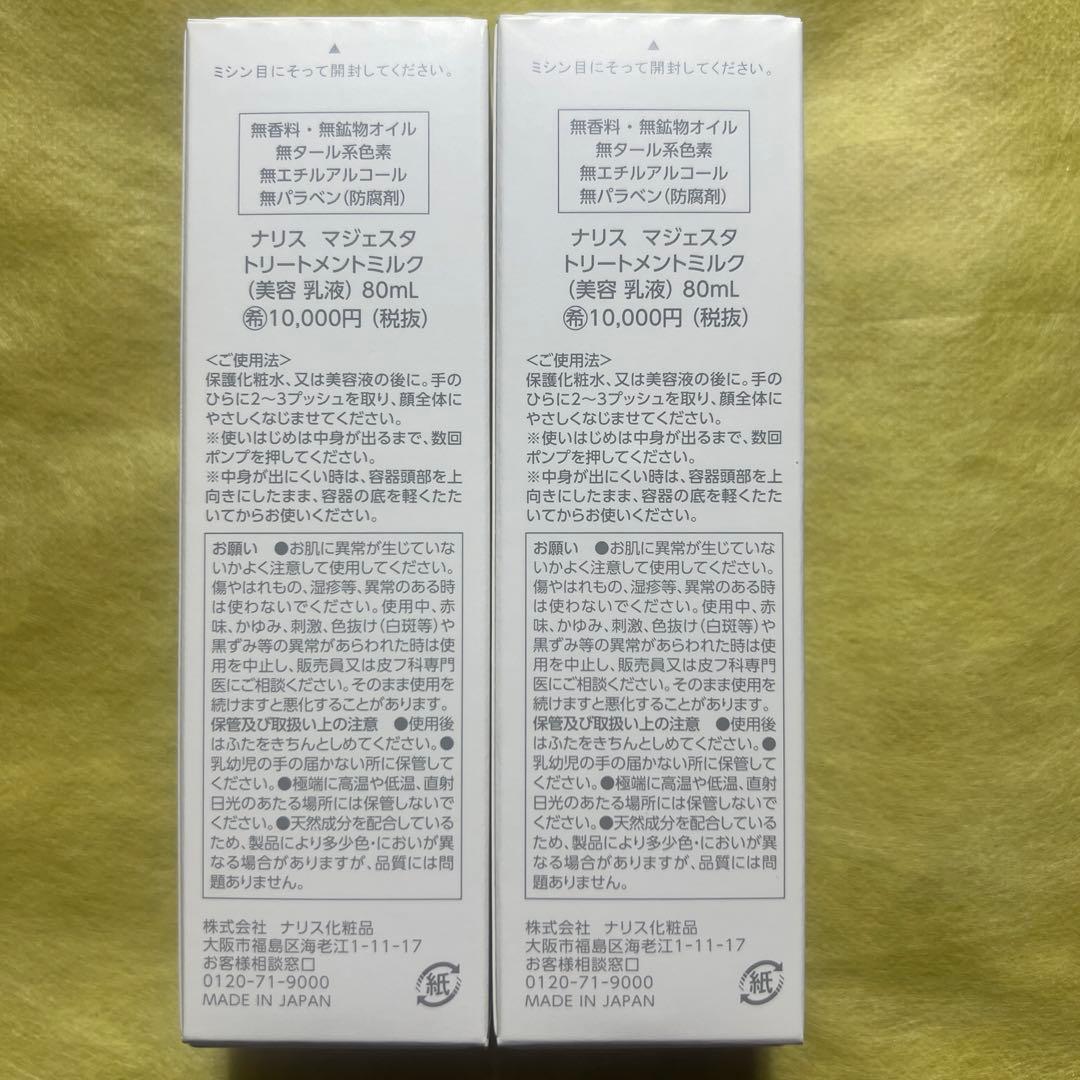 ▲
ミシン目にそって開封してください。
無香料・無鉱物オイル
無タール系色素
無エチルアルコール
無パラベン(防腐剤)
ナリス マジェスタ
トリートメントミルク
(美容 乳液) 80mL
㊞希10,000円 (税抜)
<ご使用法>
保護化粧水、又は美容液の後に。手の
ひらに2〜3プッシュを取り、顔全体に
やさしくなじませてください。
※使いはじめは中身が出るまで、数回
ポンプを押してください。
※中身が出にくい時は、容器頭部を上
向きにしたまま、容器の底を軽くたた
いてからお使いください。
お願い ●お肌に異常が生じていな
いかよく注意して使用してください。
傷やはれもの、湿疹等、異常のある時
は使わないでください。使用中、赤
味、かゆみ、刺激、色抜け(白斑等)や
黒ずみ等の異常があらわれた時は使
用を中止し、販売員又は皮フ科専門
医にご相談ください。そのまま使用を
続けますと悪化することがあります。
保管及び取扱い上の注意 ●使用後
はふたをきちんとしめてください。●
乳幼児の手の届かない所に保管して
ください。●極端に高温や低温、直射
日光のあたる場所には保管しないで
ください。●天然成分を配合している
ため、製品により多少色・においが異
なる場合がありますが、品質には問
題ありません。
株式会社 ナリス化粧品
大阪市福島区海老江1-11-17
お客様相談窓口
0120-71-9000
MADE IN JAPAN
紙
▲
ミシン目にそって開封してください。
無香料・無鉱物オイル
無タール系色素
無エチルアルコール
無パラベン(防腐剤)
ナリス マジェスタ
トリートメントミルク
(美容 乳液) 80mL
希10,000円 (税抜)
<ご使用法>
保護化粧水、又は美容液の後に。手の
ひらに2〜3プッシュを取り、顔全体に
やさしくなじませてください。
※使いはじめは中身が出るまで、数回
ポンプを押してください。
※中身が出にくい時は、容器頭部を上
向きにしたまま、容器の底を軽くたた
いてからお使いください。
お願い ●お肌に異常が生じていな
いかよく注意して使用してください。
傷やはれもの、湿疹等、異常のある時
は使わないでください。使用中、赤
味、かゆみ、刺激、色抜け(白斑等)や
黒ずみ等の異常があらわれた時は使
用を中止し、販売員又は皮フ科専門
医にご相談ください。そのまま使用を
続けますと悪化することがあります。
保管及び取扱い上の注意 ●使用後
はふたをきちんとしめてください。●
乳幼児の手の届かない所に保管して
ください。●極端に高温や低温、直射
日光のあたる場所には保管しないで
ください。●天然成分を配合している
ため、製品により多少色・においが異
なる場合がありますが、品質には問
題ありません。
株式会社 ナリス化粧品
大阪市福島区海老江1-11-17
お客様相談窓口
0120-71-9000
MADE IN JAPAN
紙